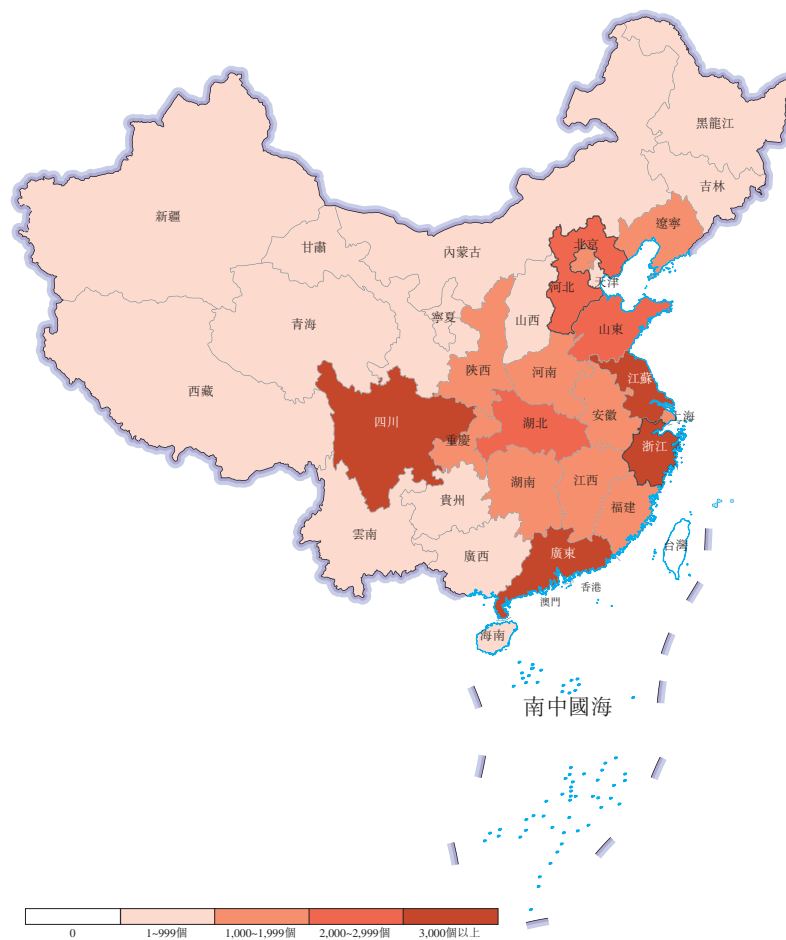 黑龍江
吉林
遼寧
新疆
甘肅
內蒙古
北京
天津
河北
寧夏
山西
青海
山東
陝西
河南
江蘇
西藏
四川
安徽
上海
湖北
重慶
浙江
湖南
江西
貴州
福建
雲南
廣西
廣東
台灣
香港
澳門
海南
南中國海
0
1~999個
1,000~1,999個
2,000~2,999個
3,000個以上